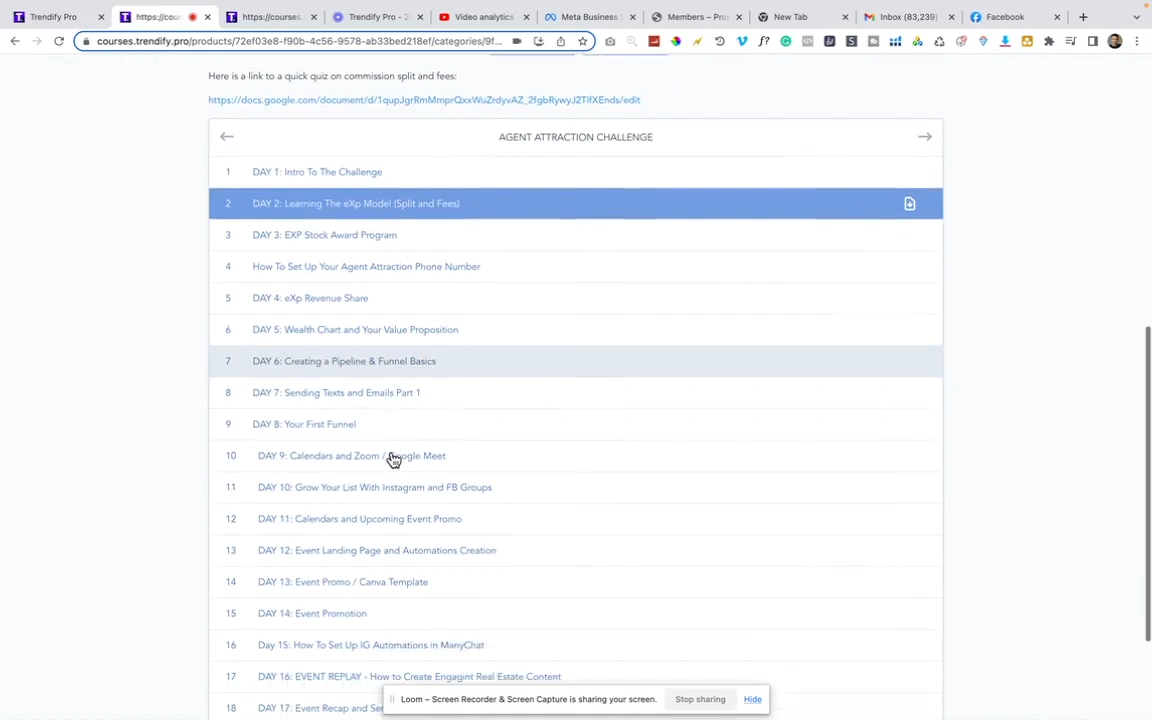 Trendify Pro
https://cour
https://courses.
Trendify Pro - 2
Video analytics
Meta Business
Members – Pro
New Tab
Inbox (83,239)
Facebook
courses.trendify.pro/products/72ef03e8-f90b-4c56-9578-ab33bed218ef/categories/9f...
Here is a link to a quick quiz on commission split and fees:
https://docs.google.com/document/d/1qupJgrRmMmprQxxWuZrdyvAZ_2fgbRywyJ2TifXEnds/edit
AGENT ATTRACTION CHALLENGE
1 DAY 1: Intro To The Challenge
2 DAY 2: Learning The eXp Model (Split and Fees)
3 DAY 3: EXP Stock Award Program
4 How To Set Up Your Agent Attraction Phone Number
5 DAY 4: eXp Revenue Share
6 DAY 5: Wealth Chart and Your Value Proposition
7 DAY 6: Creating a Pipeline & Funnel Basics
8 DAY 7: Sending Texts and Emails Part 1
9 DAY 8: Your First Funnel
10 DAY 9: Calendars and Zoom / Google Meet
11 DAY 10: Grow Your List With Instagram and FB Groups
12 DAY 11: Calendars and Upcoming Event Promo
13 DAY 12: Event Landing Page and Automations Creation
14 DAY 13: Event Promo / Canva Template
15 DAY 14: Event Promotion
16 Day 15: How To Set Up IG Automations in ManyChat
17 DAY 16: EVENT REPLAY - How to Create Engagint Real Estate Content
18 DAY 17: Event Recap and Se
Loom – Screen Recorder & Screen Capture is sharing your screen.
Stop sharing
Hide